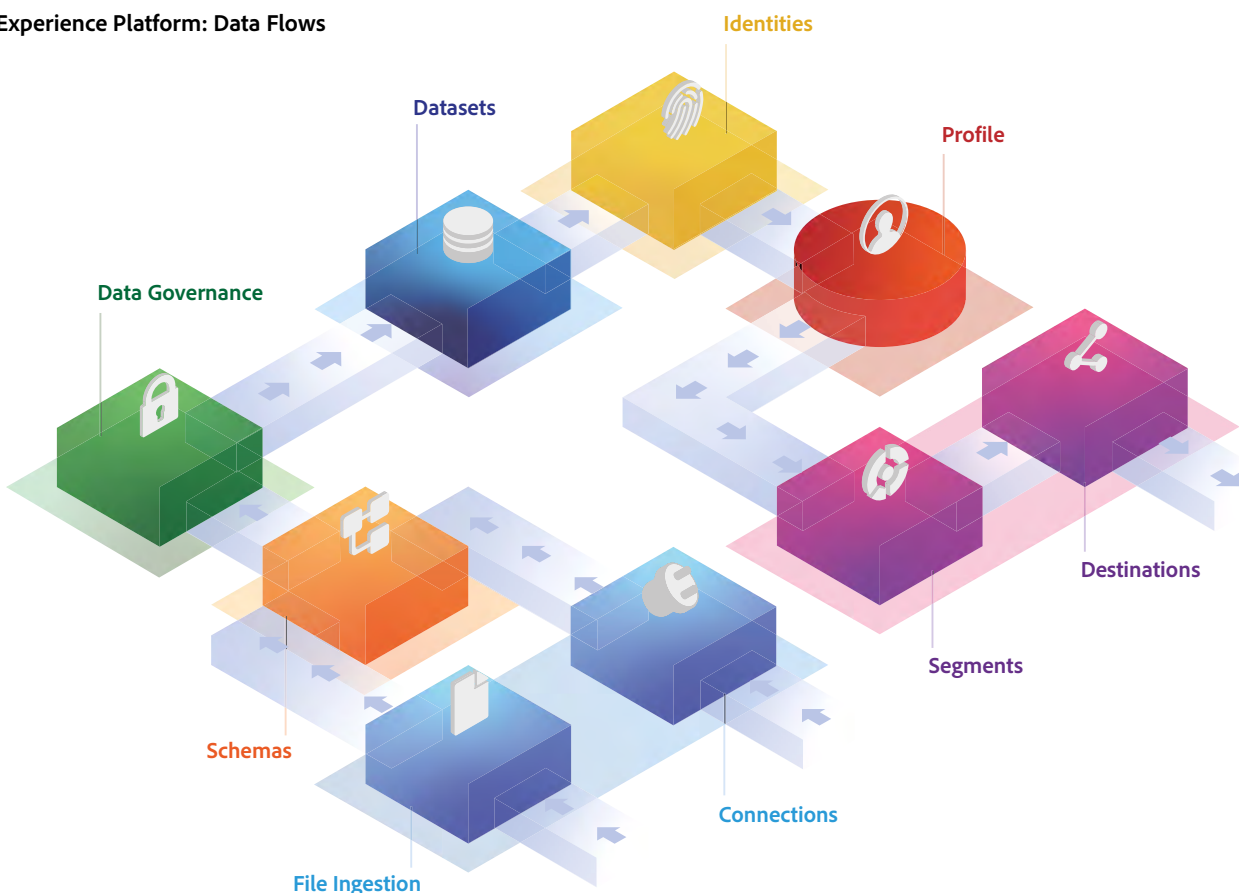 Experience Platform: Data Flows
Identities
Datasets
Profile
Data Governance
Destinations
Segments
Schemas
Connections
File Ingestion